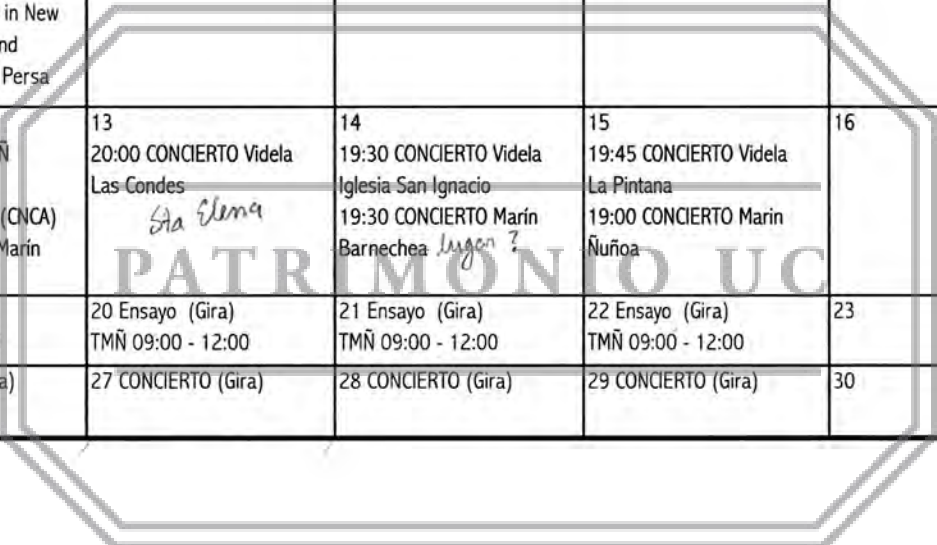 in New
nd
Persa
Ñ
(CNCA)
Marín
13
20:00 CONCIERTO Videla
Las Condes
Sta Elena
14
19:30 CONCIERTO Videla
Iglesia San Ignacio
19:30 CONCIERTO Marín
Barnechea lugar ?
15
19:45 CONCIERTO Videla
La Pintana
19:00 CONCIERTO Marin
Ñuñoa
16
PATRIMONIO UC
20 Ensayo (Gira)
TMÑ 09:00 - 12:00
21 Ensayo (Gira)
TMÑ 09:00 - 12:00
22 Ensayo (Gira)
TMÑ 09:00 - 12:00
23
a)
27 CONCIERTO (Gira)
28 CONCIERTO (Gira)
29 CONCIERTO (Gira)
30